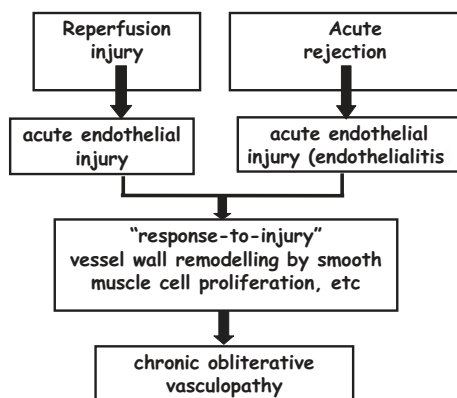 Reperfusion
injury
Acute
rejection
acute endothelial
injury
acute endothelial
injury (endothelialitis
"response-to-injury"
vessel wall remodelling by smooth
muscle cell proliferation, etc
chronic obliterative
vasculopathy